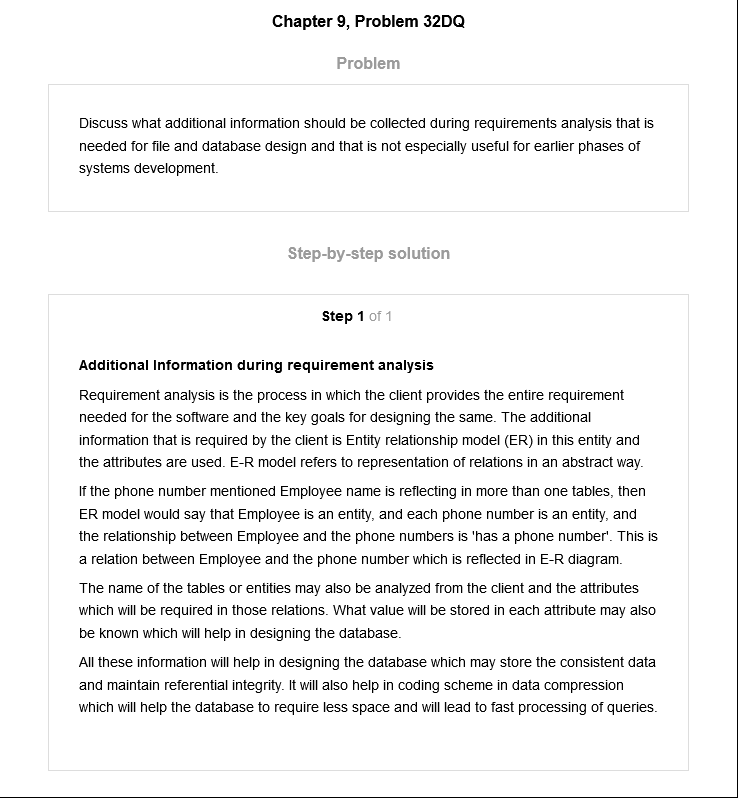 Chapter 9, Problem 32DQ
Problem
Discuss what additional information should be collected during requirements analysis that is
needed for file and database design and that is not especially useful for earlier phases of
systems development.
Step-by-step solution
Step 1 of 1
Additional Information during requirement analysis
Requirement analysis is the process in which the client provides the entire requirement
needed for the software and the key goals for designing the same. The additional
information that is required by the client is Entity relationship model (ER) in this entity and
the attributes are used. E-R model refers to representation of relations in an abstract way.
If the phone number mentioned Employee name is reflecting in more than one tables, then
ER model would say that Employee is an entity, and each phone number is an entity, and
the relationship between Employee and the phone numbers is 'has a phone number'. This is
a relation between Employee and the phone number which is reflected in E-R diagram.
The name of the tables or entities may also be analyzed from the client and the attributes
which will be required in those relations. What value will be stored in each attribute may also
be known which will help in designing the database.
All these information will help in designing the database which may store the consistent data
and maintain referential integrity. It will also help in coding scheme in data compression
which will help the database to require less space and will lead to fast processing of queries.